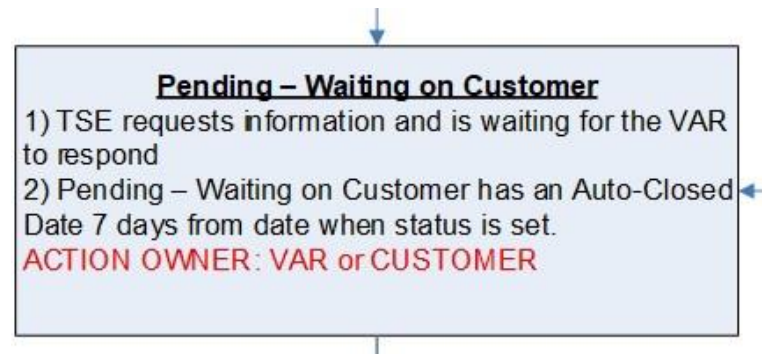 Pending – Waiting on Customer
1) TSE requests information and is waiting for the VAR
to respond
2) Pending – Waiting on Customer has an Auto-Closed
Date 7 days from date when status is set.
ACTION OWNER: VAR or CUSTOMER